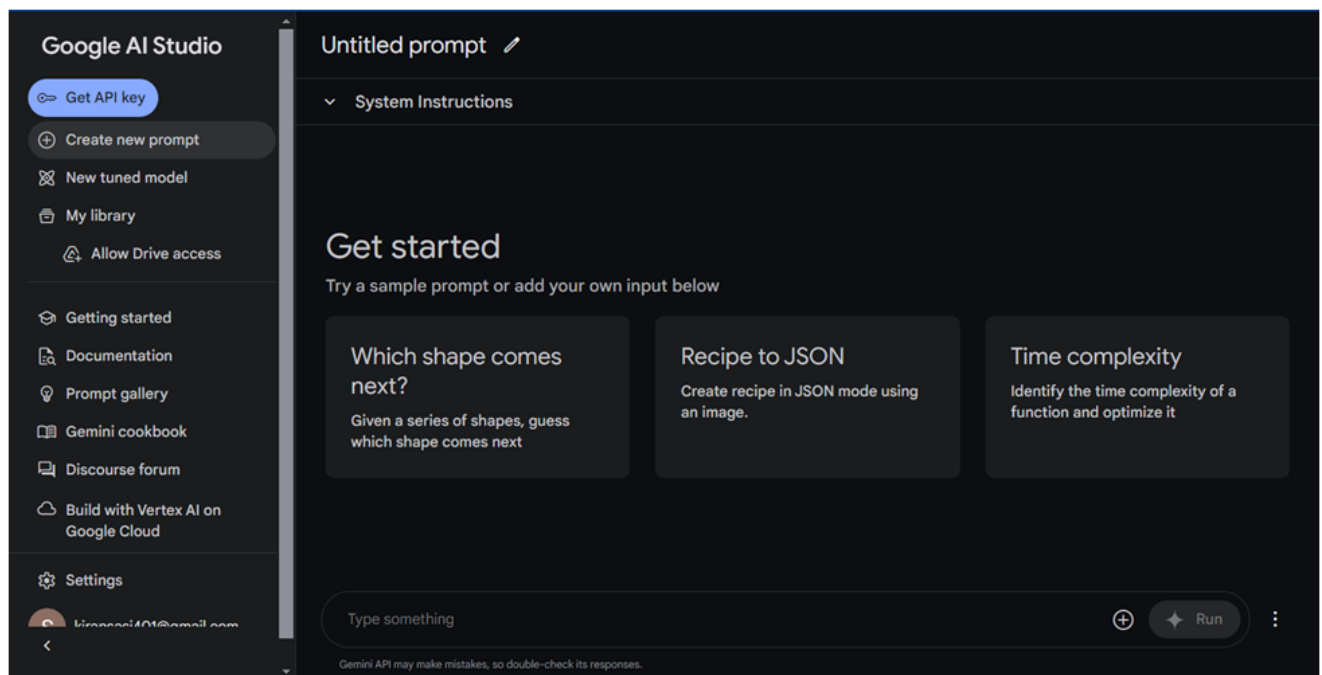 Google AI Studio
Get API key
Create new prompt
New tuned model
My library
Allow Drive access
Getting started
Documentation
Prompt gallery
Gemini cookbook
Discourse forum
Build with Vertex AI on
Google Cloud
Settings
Untitled prompt
System Instructions
Get started
Try a sample prompt or add your own input below
Which shape comes
next?
Given a series of shapes, guess
which shape comes next
Recipe to JSON
Create recipe in JSON mode using
an image.
Time complexity
Identify the time complexity of a
function and optimize it
Type something
Run
Gemini API may make mistakes, so double-check its responses.